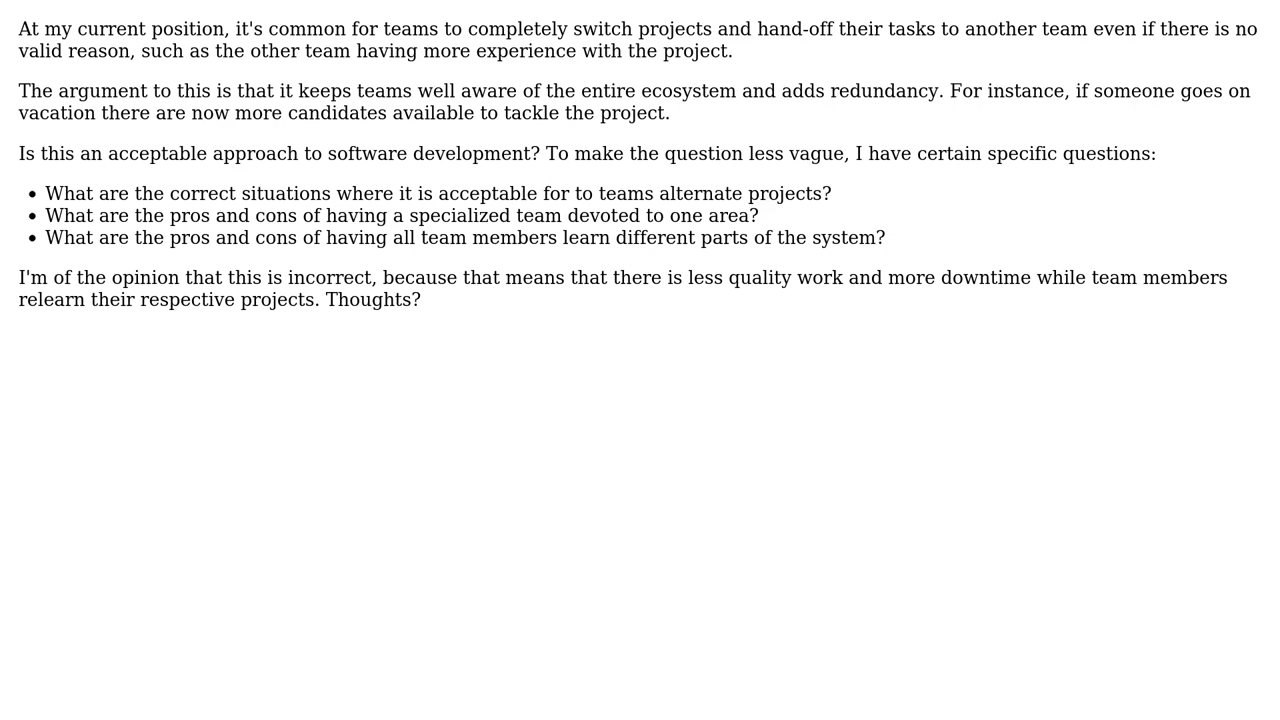 At my current position, it's common for teams to completely switch projects and hand-off their tasks to another team even if there is no
valid reason, such as the other team having more experience with the project.
The argument to this is that it keeps teams well aware of the entire ecosystem and adds redundancy. For instance, if someone goes on
vacation there are now more candidates available to tackle the project.
Is this an acceptable approach to software development? To make the question less vague, I have certain specific questions:
• What are the correct situations where it is acceptable for to teams alternate projects?
• What are the pros and cons of having a specialized team devoted to one area?
• What are the pros and cons of having all team members learn different parts of the system?
I'm of the opinion that this is incorrect, because that means that there is less quality work and more downtime while team members
relearn their respective projects. Thoughts?